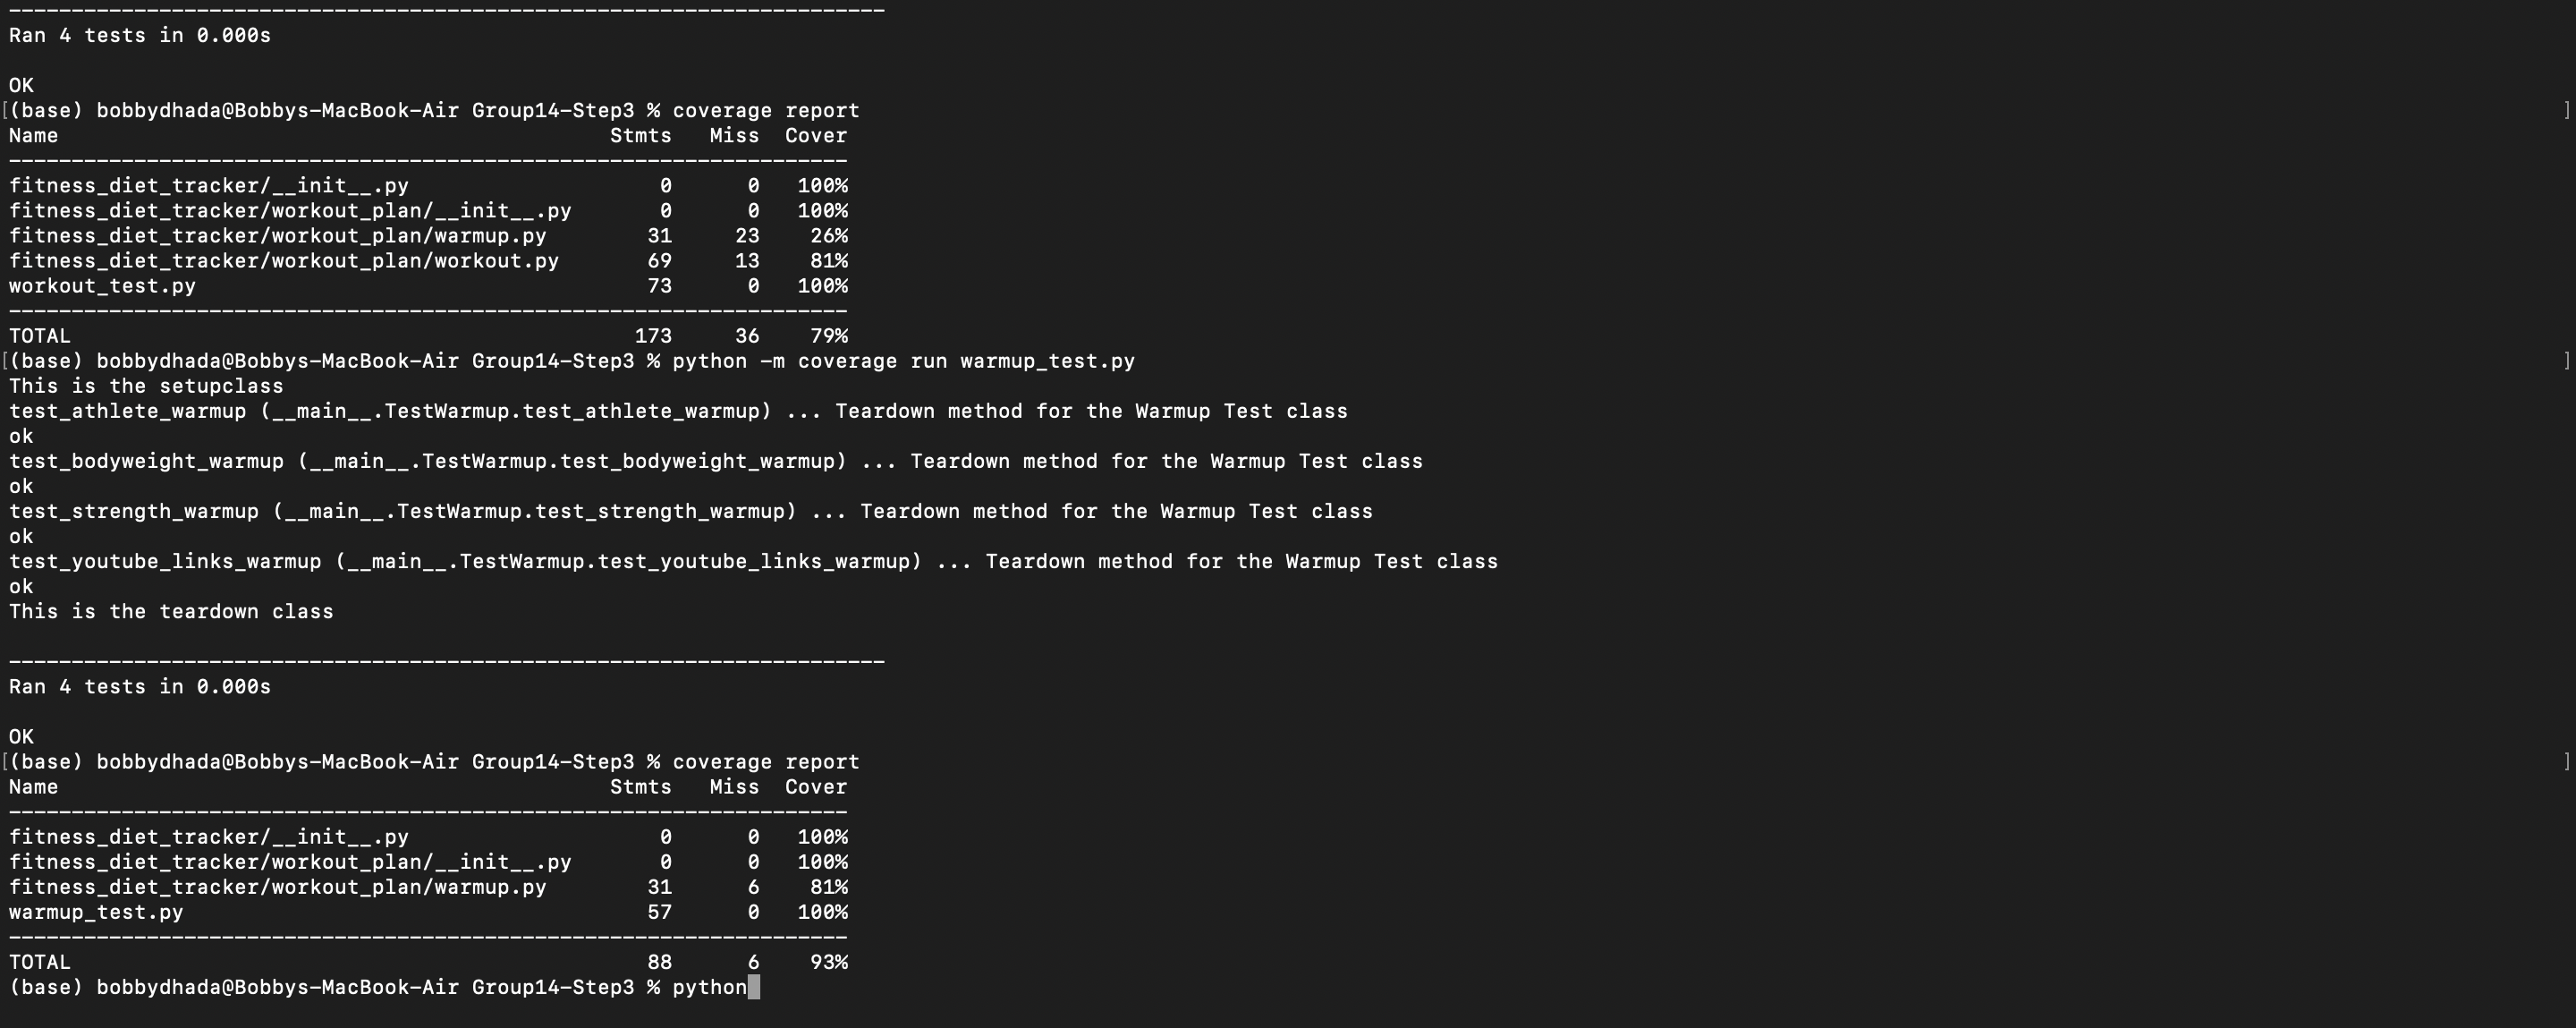 ----------------------------------------------------------------------
Ran 4 tests in 0.000s
OK
[(base) bobbydhada@Bobbys-MacBook-Air Group14-Step3 % coverage report ]
Name Stmts Miss Cover
-------------------------------------------------------------------
fitness_diet_tracker/__init__.py 0 0 100%
fitness_diet_tracker/workout_plan/__init__.py 0 0 100%
fitness_diet_tracker/workout_plan/warmup.py 31 23 26%
fitness_diet_tracker/workout_plan/workout.py 69 13 81%
workout_test.py 73 0 100%
-------------------------------------------------------------------
TOTAL 173 36 79%
[(base) bobbydhada@Bobbys-MacBook-Air Group14-Step3 % python -m coverage run warmup_test.py ]
This is the setupclass
test_athlete_warmup (__main__.TestWarmup.test_athlete_warmup) ... Teardown method for the Warmup Test class
ok
test_bodyweight_warmup (__main__.TestWarmup.test_bodyweight_warmup) ... Teardown method for the Warmup Test class
ok
test_strength_warmup (__main__.TestWarmup.test_strength_warmup) ... Teardown method for the Warmup Test class
ok
test_youtube_links_warmup (__main__.TestWarmup.test_youtube_links_warmup) ... Teardown method for the Warmup Test class
ok
This is the teardown class
----------------------------------------------------------------------
Ran 4 tests in 0.000s
OK
[(base) bobbydhada@Bobbys-MacBook-Air Group14-Step3 % coverage report ]
Name Stmts Miss Cover
-------------------------------------------------------------------
fitness_diet_tracker/__init__.py 0 0 100%
fitness_diet_tracker/workout_plan/__init__.py 0 0 100%
fitness_diet_tracker/workout_plan/warmup.py 31 6 81%
warmup_test.py 57 0 100%
-------------------------------------------------------------------
TOTAL 88 6 93%
(base) bobbydhada@Bobbys-MacBook-Air Group14-Step3 % python